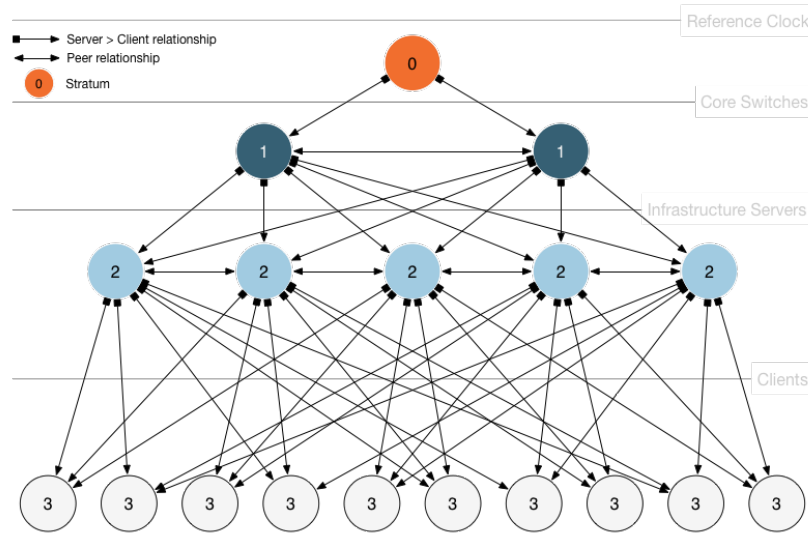 Reference Clock
Server > Client relationship
Peer relationship
0 Stratum
0
Core Switches
1 1
Infrastructure Servers
2 2 2 2 2
Clients
3 3 3 3 3 3 3 3 3 3